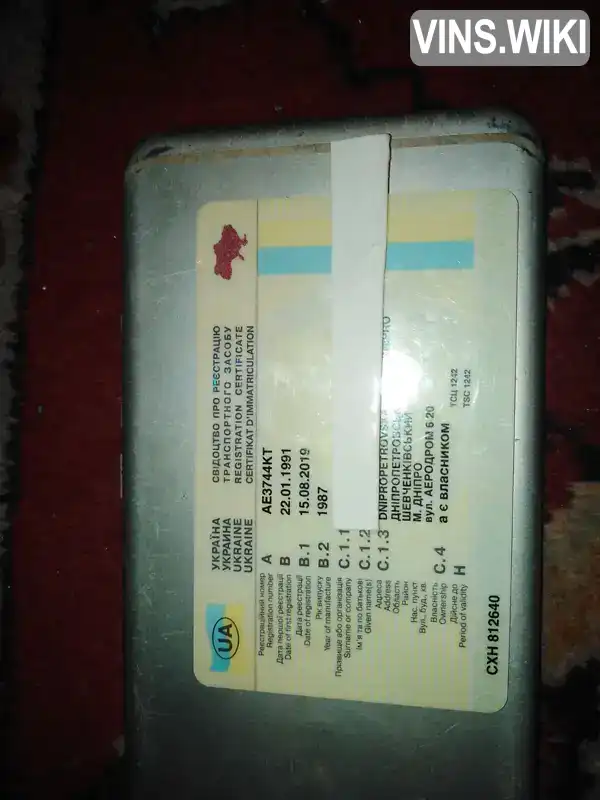 VINS.WIKI
UA
УКРАЇНА
УКРАИНА
UKRAINE
UKRAINE
СВІДОЦТВО ПРО РЕЄСТРАЦІЮ
ТРАНСПОРТНОГО ЗАСОБУ
REGISTRATION CERTIFICATE
CERTIFIKAT D'IMMATRICULATION
Реєстраційний номер
Registration number
A AE3744KT
Дата першої реєстрації
Date of first registration
B 22.01.1991
Дата реєстрації
Date of registration
B.1 15.08.2019
Рік випуску
Year of manufacture
B.2 1987
Прізвище або організація
Surname or company
C.1.1
Ім'я та по батькові
Given name(s)
C.1.2
Адреса
Address
C.1.3 DNIPROPETROVSKA
Область
ДНІПРОПЕТРОВСЬКА
Район
ШЕВЧЕНКІВСЬКИЙ
Нас. пункт
М. ДНІПРО
Вул., буд., кв.
вул. АЕРОДРОМ 6 20
Власність
Ownership
C.4 а є власником
Дійсне до
Period of validity
H
ТСЦ 1242
TSC 1242
CXH 812640